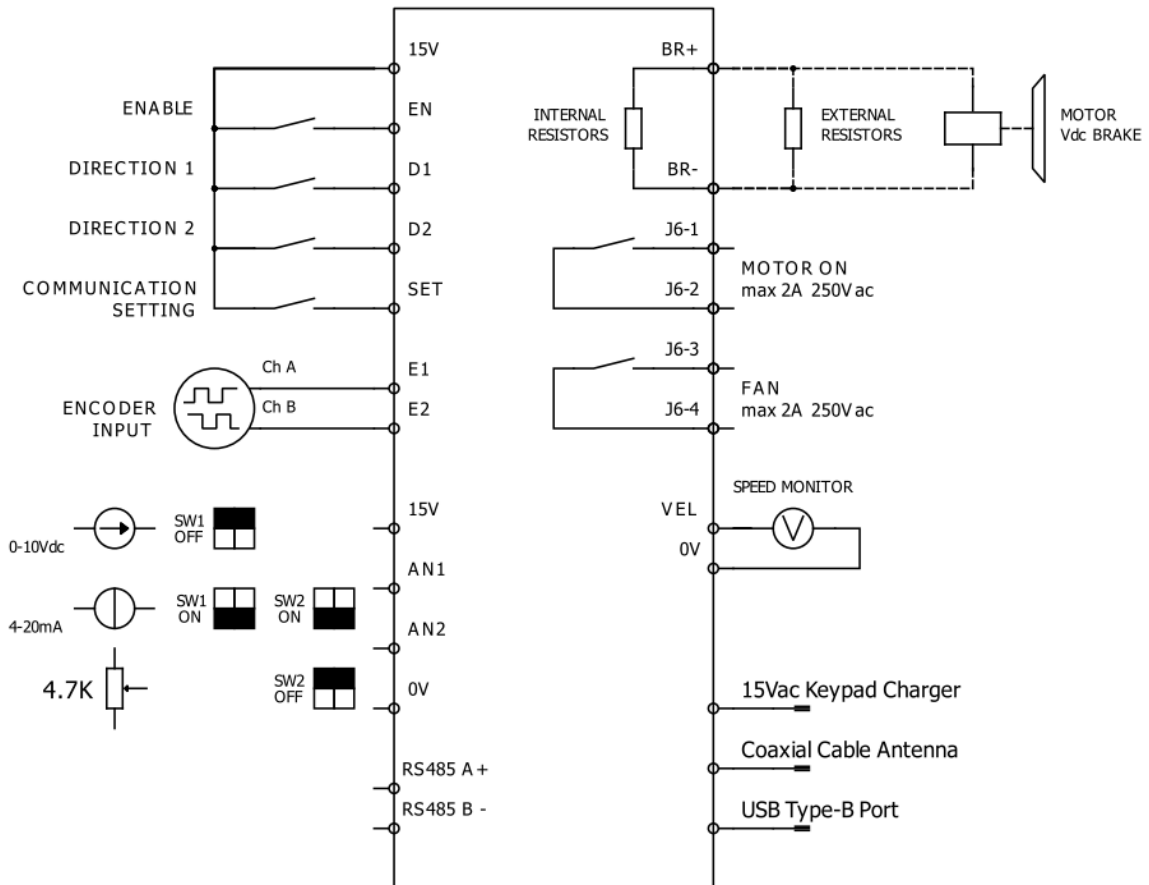 15V
ENABLE
EN
DIRECTION 1
D1
DIRECTION 2
D2
COMMUNICATION
SETTING
SET
ENCODER
INPUT
Ch A
Ch B
E1
E2
0-10Vdc
SW1
OFF
15V
AN1
4-20mA
SW1
ON
SW2
ON
AN2
4.7K
SW2
OFF
0V
RS485 A+
RS485 B -
BR+
INTERNAL
RESISTORS
EXTERNAL
RESISTORS
MOTOR
Vdc BRAKE
BR-
J6-1
MOTOR ON
max 2A 250Vac
J6-2
J6-3
FAN
max 2A 250Vac
J6-4
SPEED MONITOR
VEL
V
0V
15Vac Keypad Charger
Coaxial Cable Antenna
USB Type-B Port